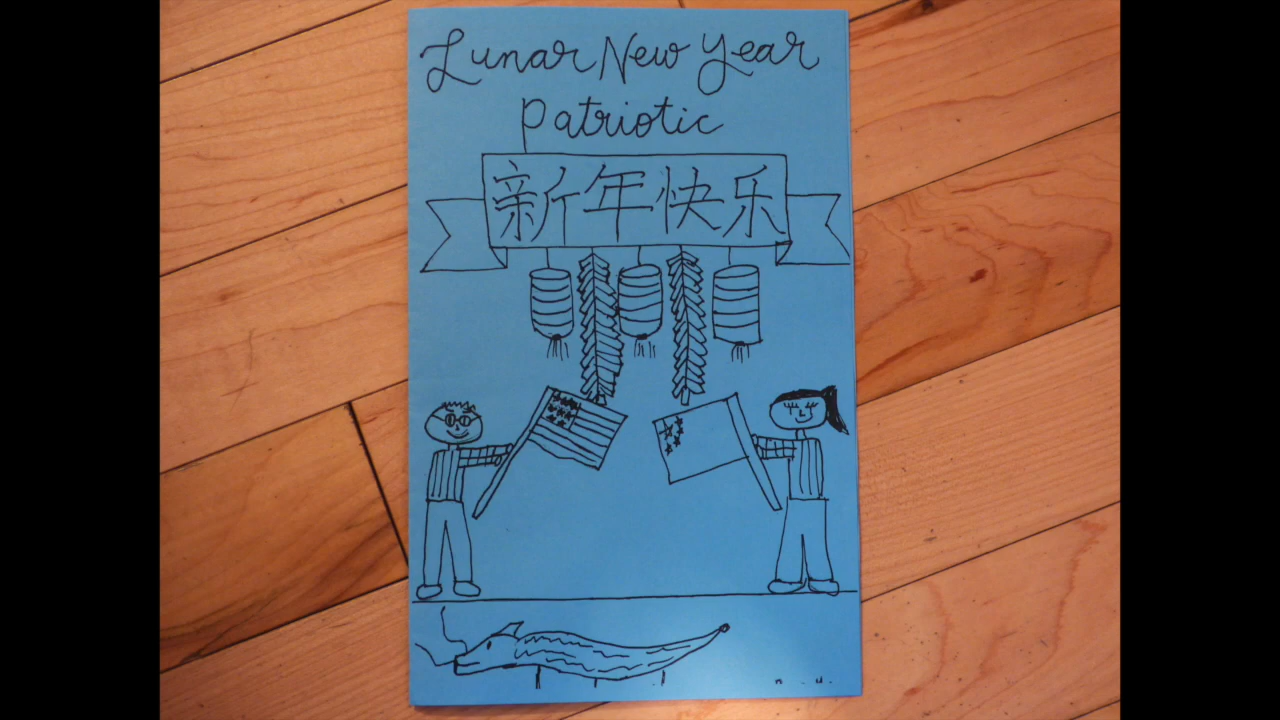 Lunar New Year
Patriotic
新年快乐